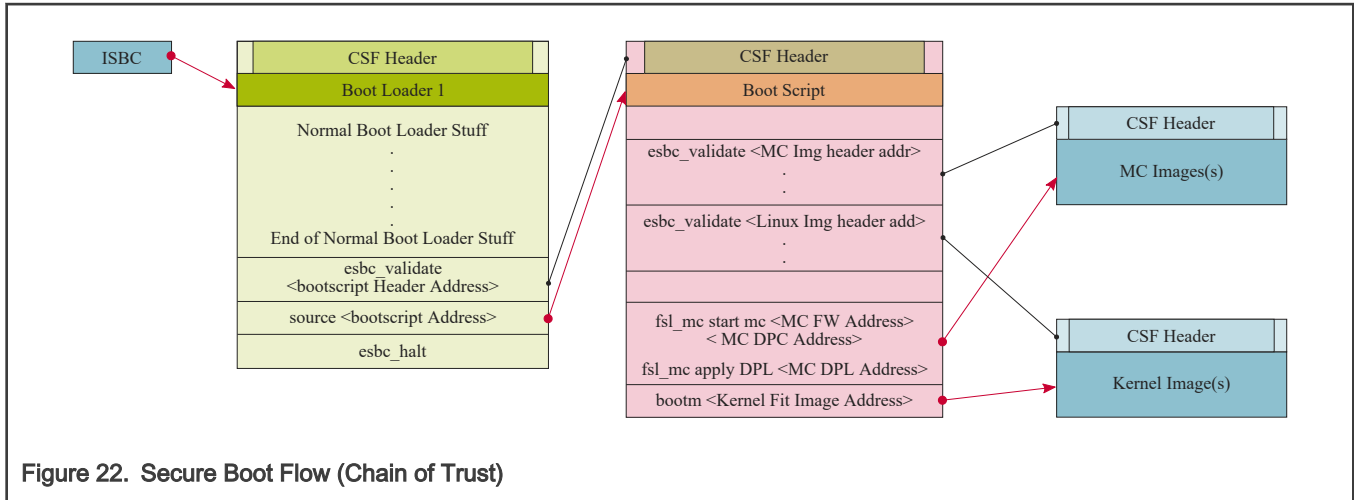 ISBC
CSF Header
Boot Loader 1
Normal Boot Loader Stuff
.
.
.
.
.
End of Normal Boot Loader Stuff
esbc_validate
<bootscript Header Address>
source <bootscript Address>
esbc_halt
CSF Header
Boot Script
esbc_validate <MC Img header addr>
.
.
esbc_validate <Linux Img header add>
.
.
fsl_mc start mc <MC FW Address>
< MC DPC Address>
fsl_mc apply DPL <MC DPL Address>
bootm <Kernel Fit Image Address>
CSF Header
MC Images(s)
CSF Header
Kernel Image(s)
Figure 22. Secure Boot Flow (Chain of Trust)